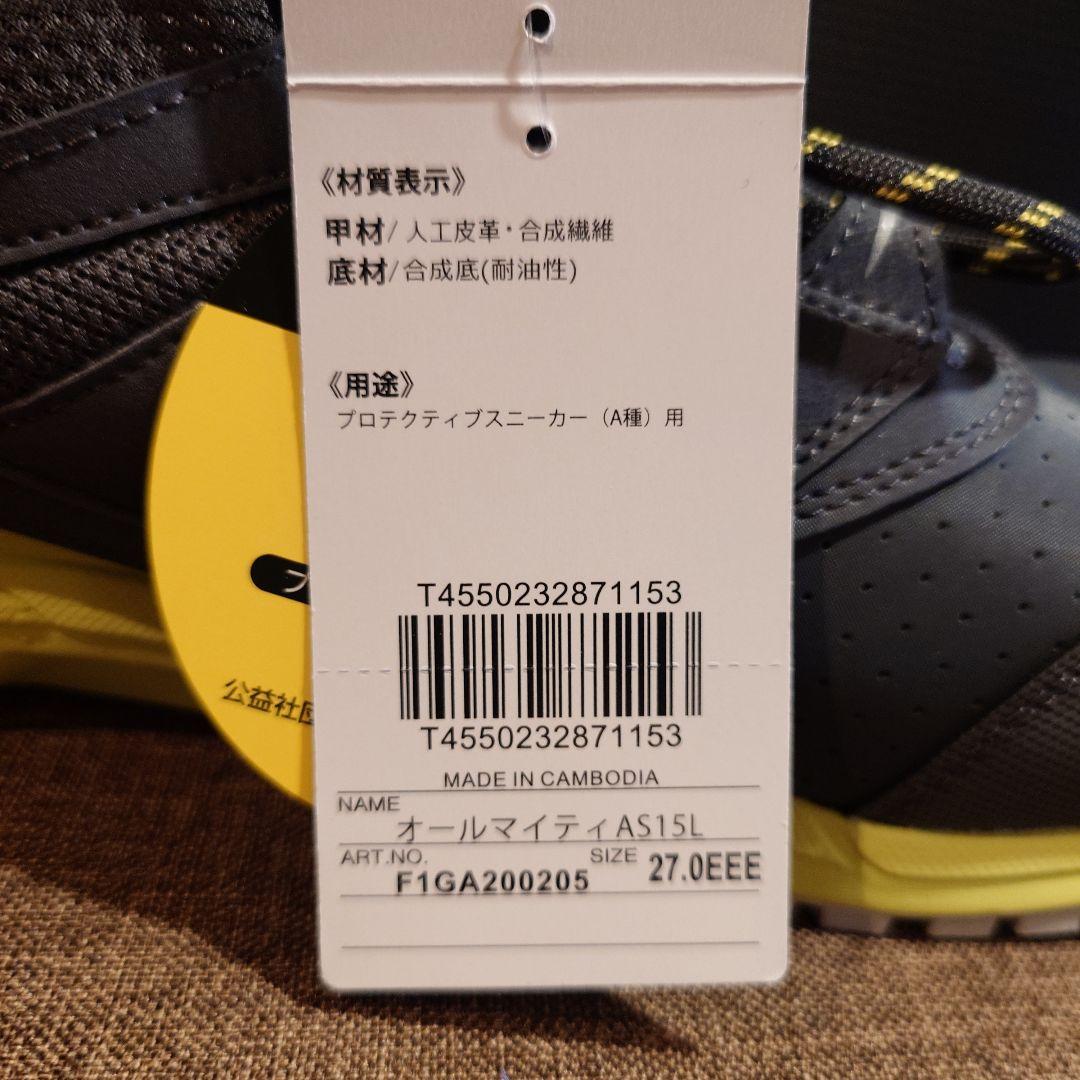 《材質表示》
甲材/人工皮革・合成繊維
底材/合成底(耐油性)
《用途》
プロテクティブスニーカー（A種）用
T4550232871153
T4550232871153
MADE IN CAMBODIA
NAME
オールマイティAS15L
ART.NO.
F1GA200205
SIZE
27.0EEE
公益社団